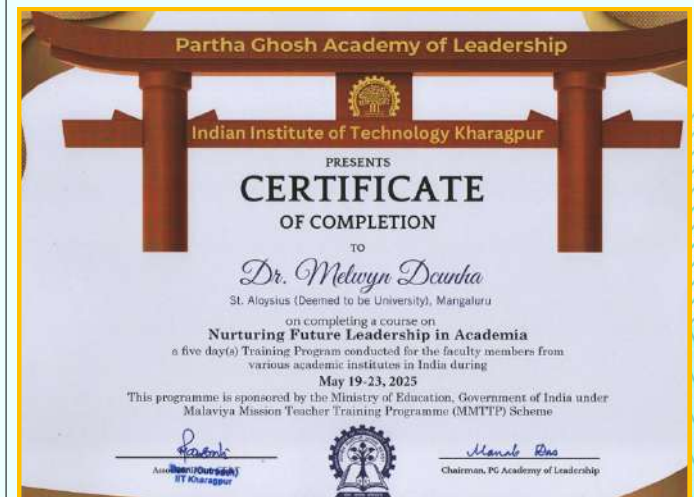 Partha Ghosh Academy of Leadership
Indian Institute of Technology Kharagpur
PRESENTS
CERTIFICATE
OF COMPLETION
TO
Dr. Melwyn Dcunha
St. Aloysius (Deemed to be University), Mangaluru
on completing a course on
Nurturing Future Leadership in Academia
a five day(s) Training Program conducted for the faculty members from
various academic institutes in India during
May 19-23, 2025
This programme is sponsored by the Ministry of Education, Government of India under
Malaviya Mission Teacher Training Programme (MMTTP) Scheme
Manab Das
IIT Kharagpur
Chairman, PG Academy of Leadership